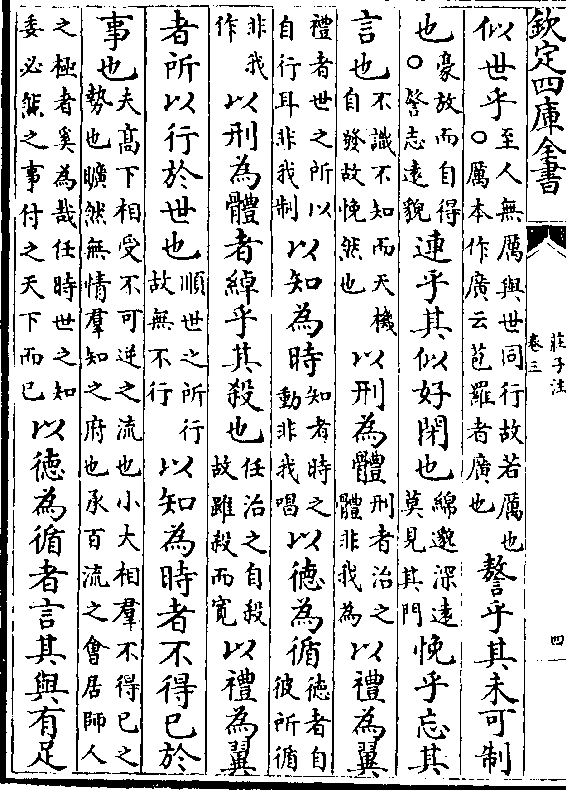 欽定四庫全書
莊子注
卷三
四
似世乎至人無厲與世同行故若厲也○厲本作廣云苞羅者廣也謷乎其未可制
也豪放而自得○謷志遠貌連乎其似好閉也綿邈深遠莫見其門悗乎忘其
言也不識不知而天機自發故悗然也以刑為體刑者治之體非我為以禮為翼
禮者世之所以自行耳非我制以知為時知者時之動非我唱以德為循德者自彼所循
非我作以刑為體者綽乎其殺也任治之自殺故雖殺而寛以禮為翼
者所以行於世也順世之所行故無不行以知為時者不得已於
事也夫髙下相受不可逆之流也小大相羣不得已之勢也曠然無情羣知之府也承百流之會居師人
之極者奚為哉任時世之知委必然之事付之天下而已以德為循者言其與有足